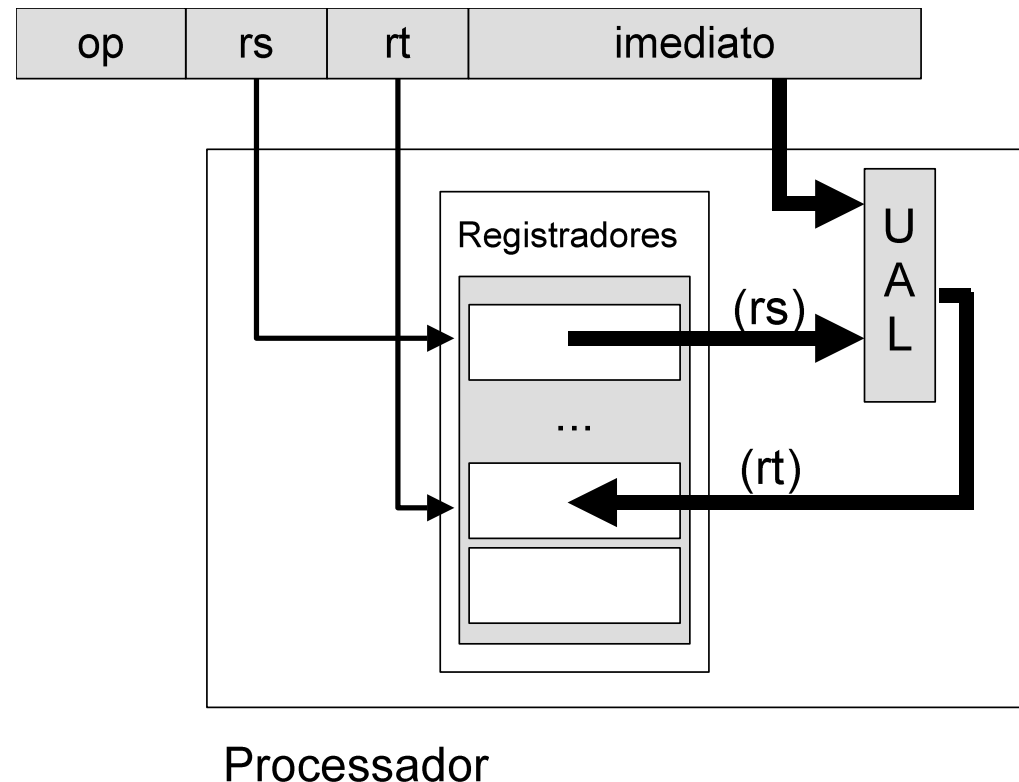 op rs rt imediato
Registradores
U
A
L
(rs)
...
(rt)
Processador